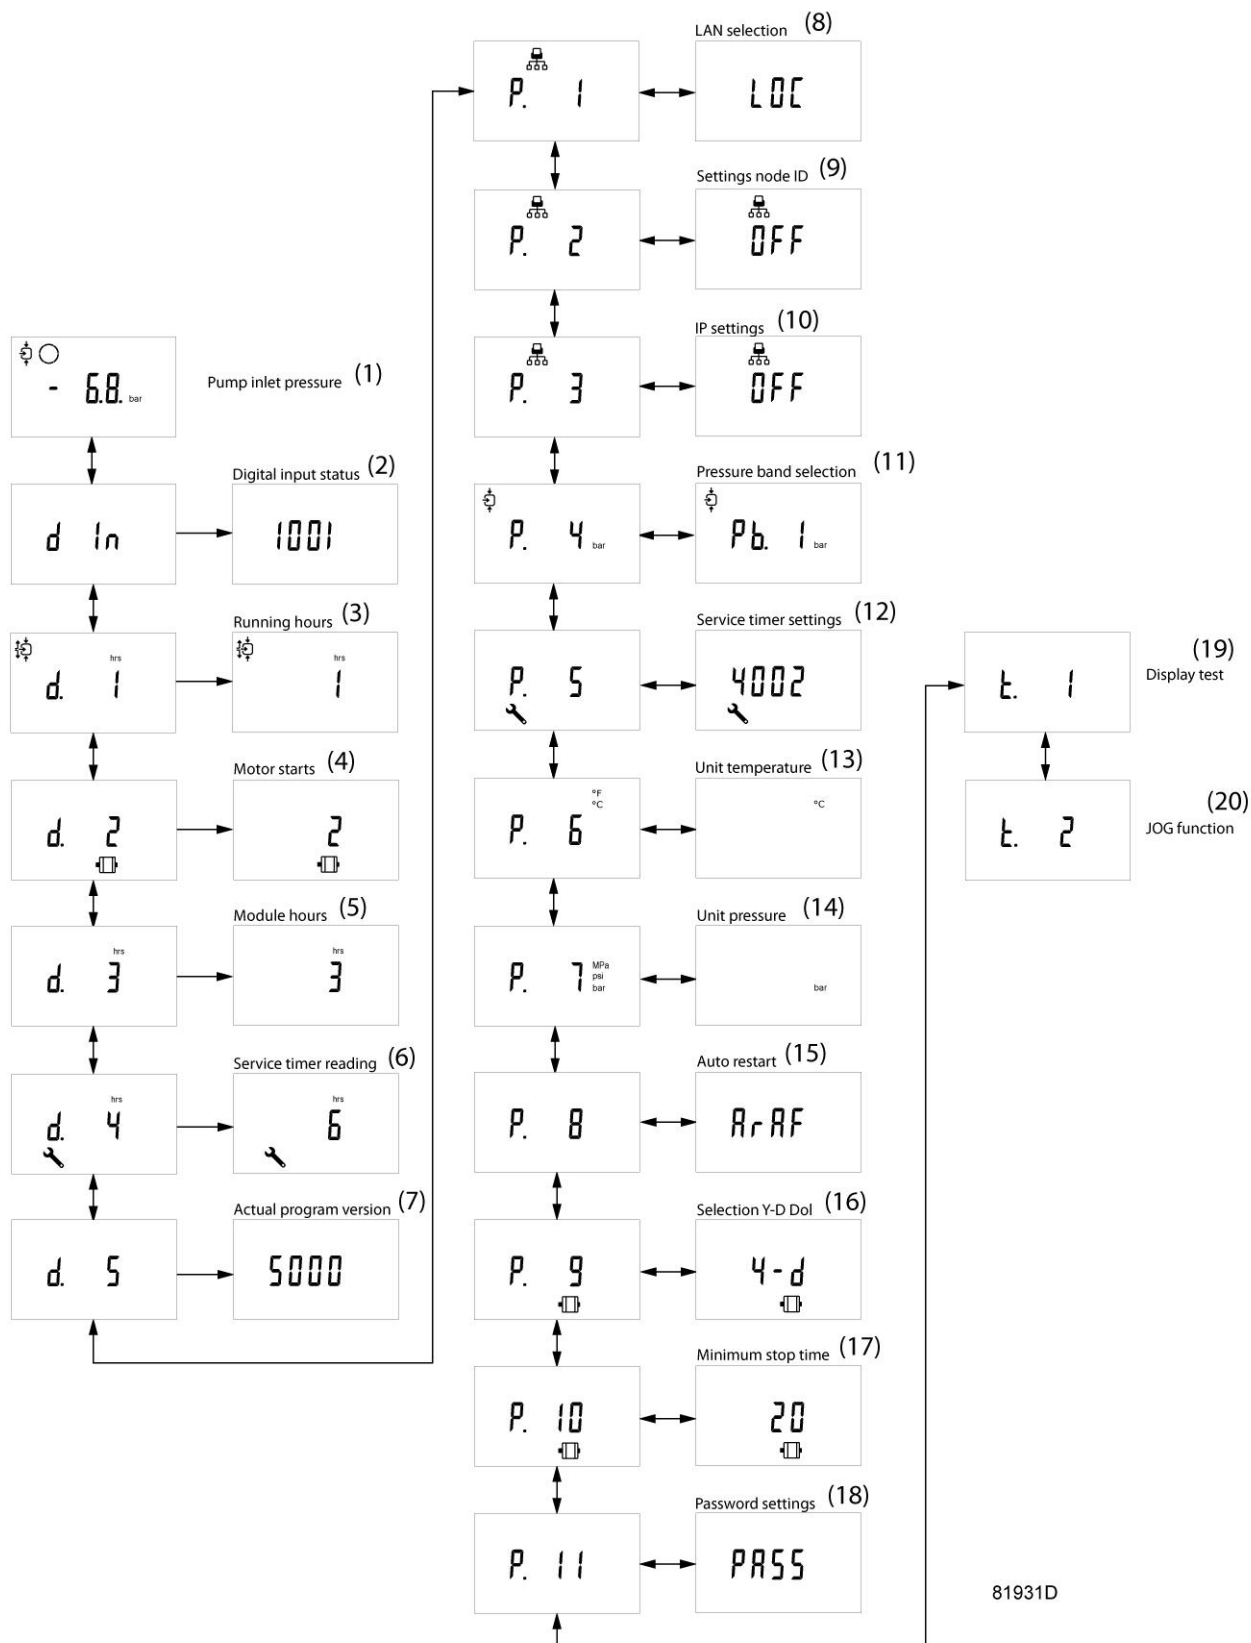 Pump inlet pressure (1)
- 6.8. bar
d In
Digital input status (2)
1001
hrs
d. 1
Running hours (3)
hrs
1
d. 2
Motor starts (4)
2
hrs
d. 3
Module hours (5)
hrs
3
hrs
d. 4
Service timer reading (6)
hrs
6
d. 5
Actual program version (7)
5000
P. 1
LAN selection (8)
LOC
P. 2
Settings node ID (9)
OFF
P. 3
IP settings (10)
OFF
P. 4 bar
Pressure band selection (11)
Pb. 1 bar
P. 5
Service timer settings (12)
4002
°F
°C
P. 6
Unit temperature (13)
°C
P. 7
MPa
psi
bar
Unit pressure (14)
bar
P. 8
Auto restart (15)
ArAF
P. 9
Selection Y-D Dol (16)
4-d
P. 10
Minimum stop time (17)
20
P. 11
Password settings (18)
PASS
t. 1
(19)
Display test
t. 2
(20)
JOG function
81931D